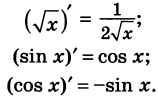 (√x)′ = 1/(2√x);
(sin x)′ = cos x;
(cos x)′ = −sin x.